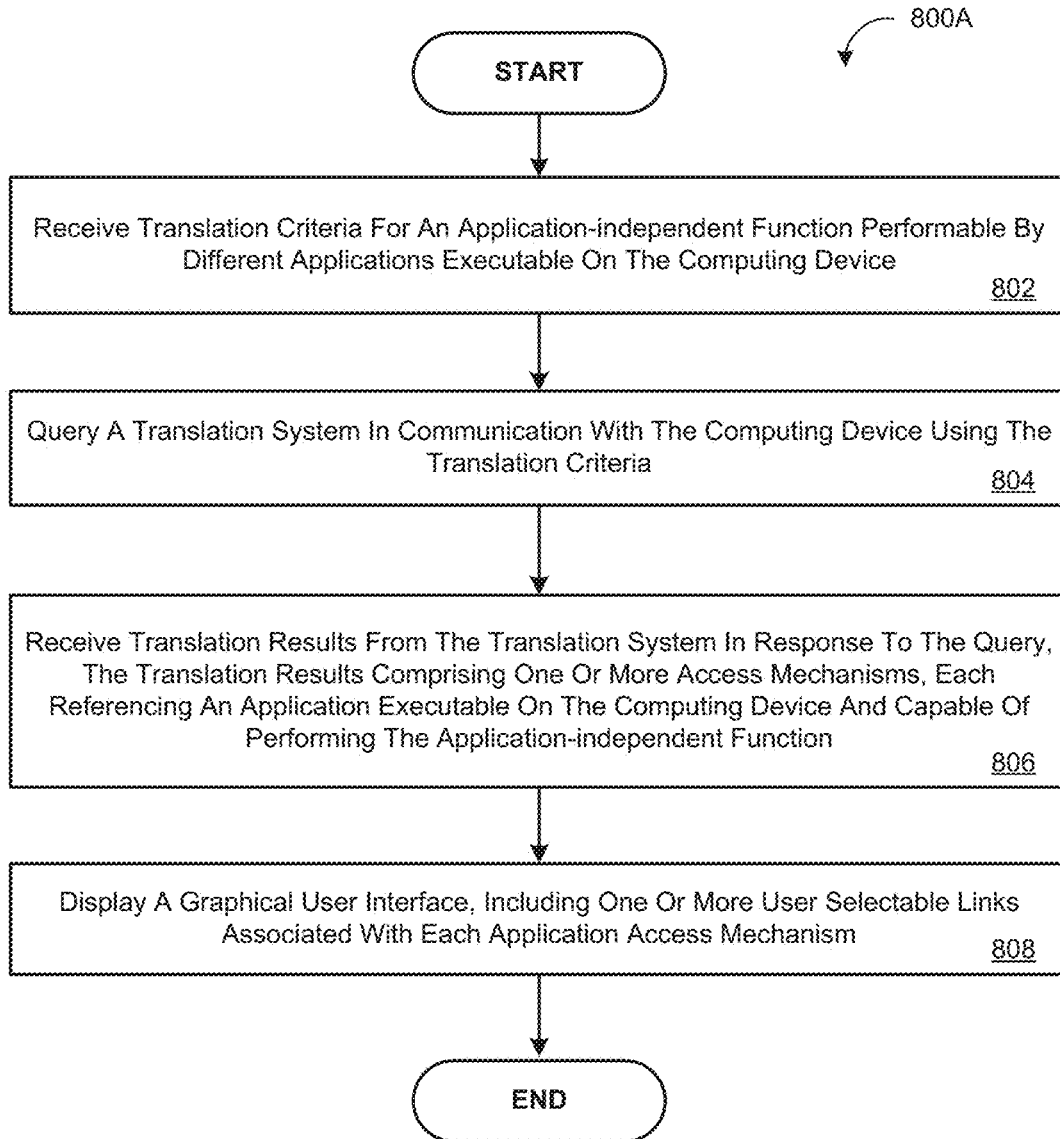 800A
START
Receive Translation Criteria For An Application-independent Function Performable By
Different Applications Executable On The Computing Device
802
Query A Translation System In Communication With The Computing Device Using The
Translation Criteria
804
Receive Translation Results From The Translation System In Response To The Query,
The Translation Results Comprising One Or More Access Mechanisms, Each
Referencing An Application Executable On The Computing Device And Capable Of
Performing The Application-independent Function
806
Display A Graphical User Interface, Including One Or More User Selectable Links
Associated With Each Application Access Mechanism
808
END